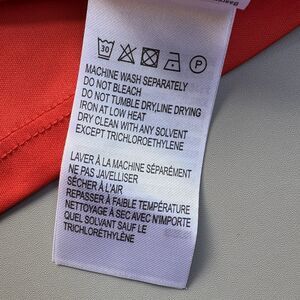 30
P
MACHINE WASH SEPARATELY
DO NOT BLEACH
DO NOT TUMBLE DRY,LINE DRYING
IRON AT LOW HEAT
DRY CLEAN WITH ANY SOLVENT
EXCEPT TRICHLOROETHYLENE
LAVER À LA MACHINE SÉPARÉMENT
NE PAS JAVELLISER
SÉCHER À L'AIR
REPASSER À FAIBLE TEMPÉRATURE
NETTOYAGE À SEC AVEC N'IMPORTE
QUEL SOLVANT SAUF LE
TRICHLORÉTHYLÈNE